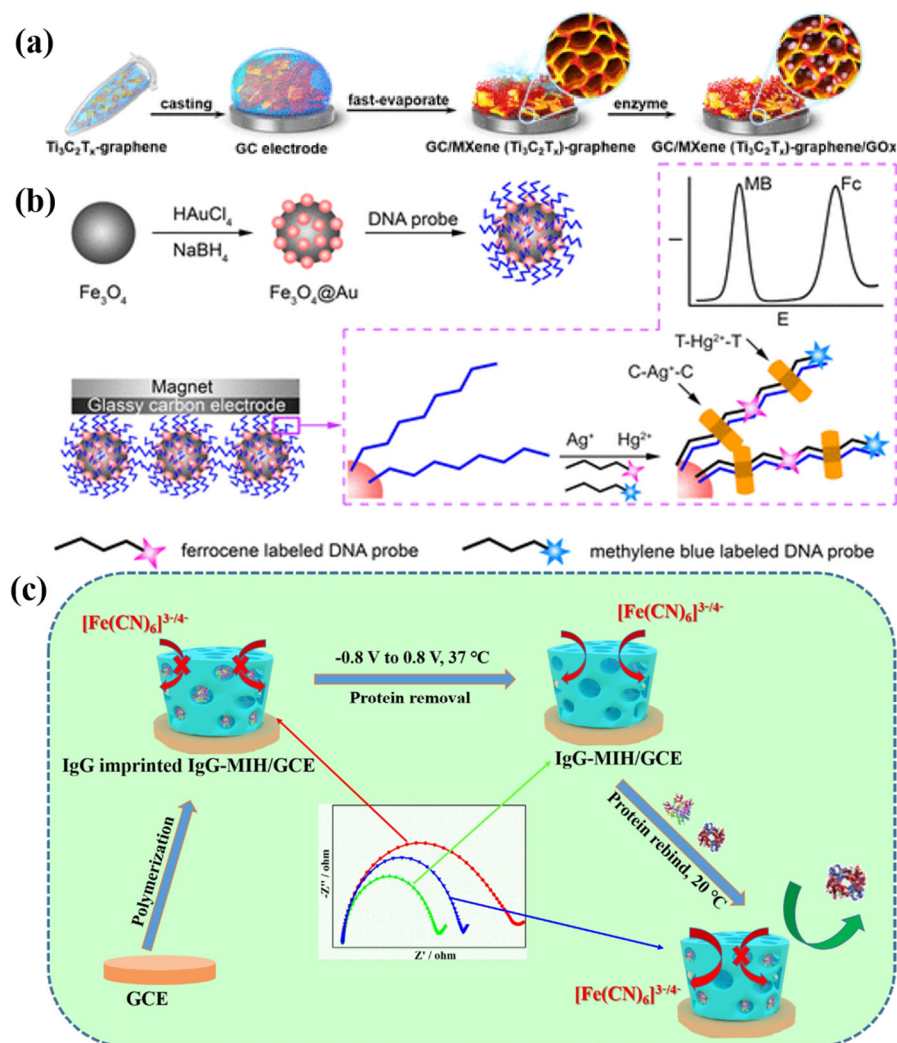 (a)
casting
fast-evaporate
enzyme
Ti₃C₂Tₓ-graphene
GC electrode
GC/MXene (Ti₃C₂Tₓ)-graphene
GC/MXene (Ti₃C₂Tₓ)-graphene/GOx
(b)
HAuCl₄
NaBH₄
DNA probe
Fe₃O₄
Fe₃O₄@Au
MB
Fc
I
E
Magnet
Glassy carbon electrode
T-Hg²⁺-T
C-Ag⁺-C
Ag⁺ Hg²⁺
ferrocene labeled DNA probe
methylene blue labeled DNA probe
(c)
[Fe(CN)₆]³⁻/⁴⁻
[Fe(CN)₆]³⁻/⁴⁻
-0.8 V to 0.8 V, 37 °C
Protein removal
IgG imprinted IgG-MIH/GCE
IgG-MIH/GCE
Polymerization
-Z'' / ohm
Z' / ohm
Protein rebind, 20 °C
GCE
[Fe(CN)₆]³⁻/⁴⁻